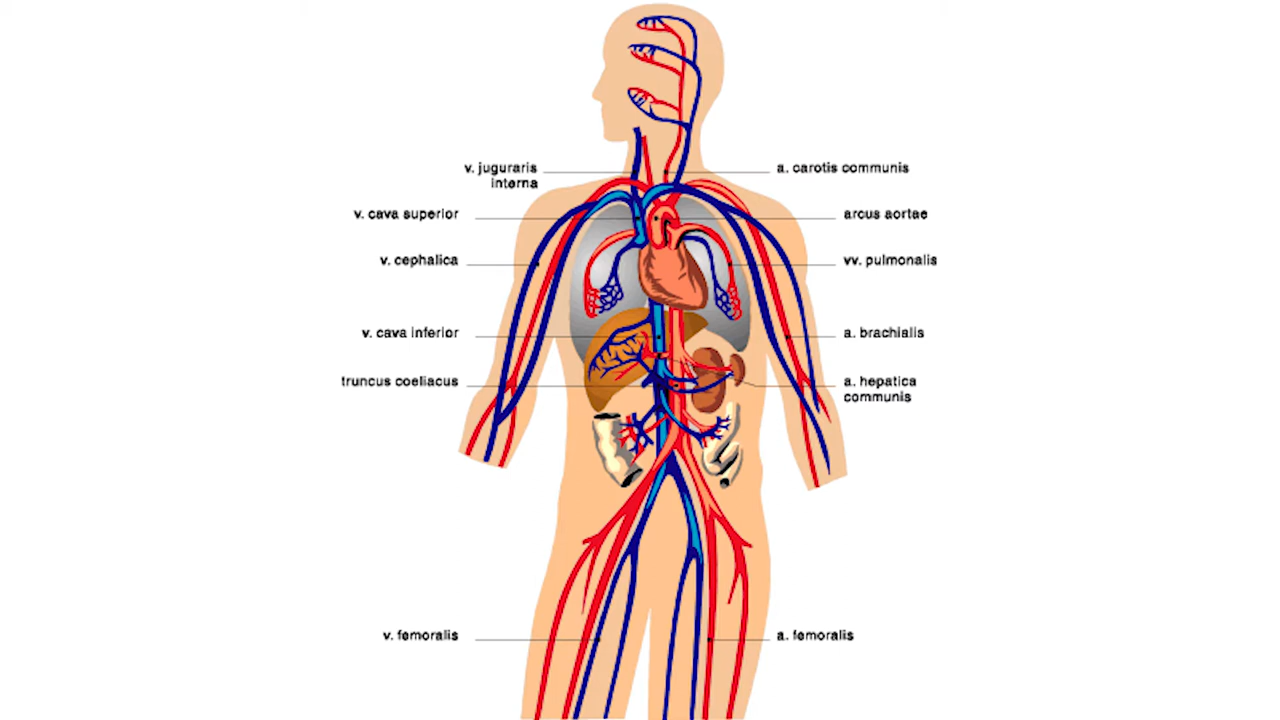 v. juguraris
interna
v. cava superior
v. cephalica
v. cava inferior
truncus coeliacus
v. femoralis
a. carotis communis
arcus aortae
vv. pulmonalis
a. brachialis
a. hepatica
communis
a. femoralis